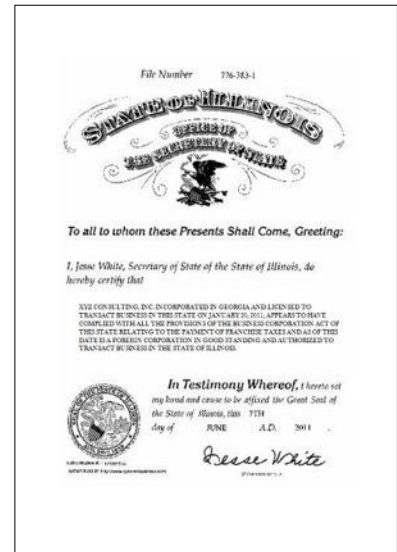 File Number 776-383-1
STATE OF ILLINOIS
OFFICE OF
THE SECRETARY OF STATE
To all to whom these Presents Shall Come, Greeting:
I, Jesse White, Secretary of State of the State of Illinois, do
hereby certify that
XYZ CONSULTING, INC. INCORPORATED IN GEORGIA AND LICENSED TO
TRANSACT BUSINESS IN THIS STATE ON JANUARY 20, 2011, APPEARS TO HAVE
COMPLIED WITH ALL THE PROVISIONS OF THE BUSINESS CORPORATION ACT OF
THIS STATE RELATING TO THE PAYMENT OF FRANCHISE TAXES AND AS OF THIS
DATE IS A FOREIGN CORPORATION IN GOOD STANDING AND AUTHORIZED TO
TRANSACT BUSINESS IN THE STATE OF ILLINOIS.
In Testimony Whereof, I hereto set
my hand and cause to be affixed the Great Seal of
the State of Illinois, this 7TH
day of JUNE A.D. 2011 .
Jesse White